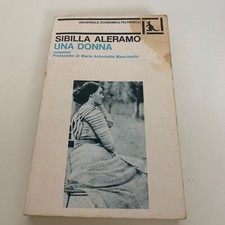 UNIVERSALE ECONOMICA FELTRINELLI
SIBILLA ALERAMO
UNA DONNA
romanzo
Prefazione di Maria Antonietta Macciocchi